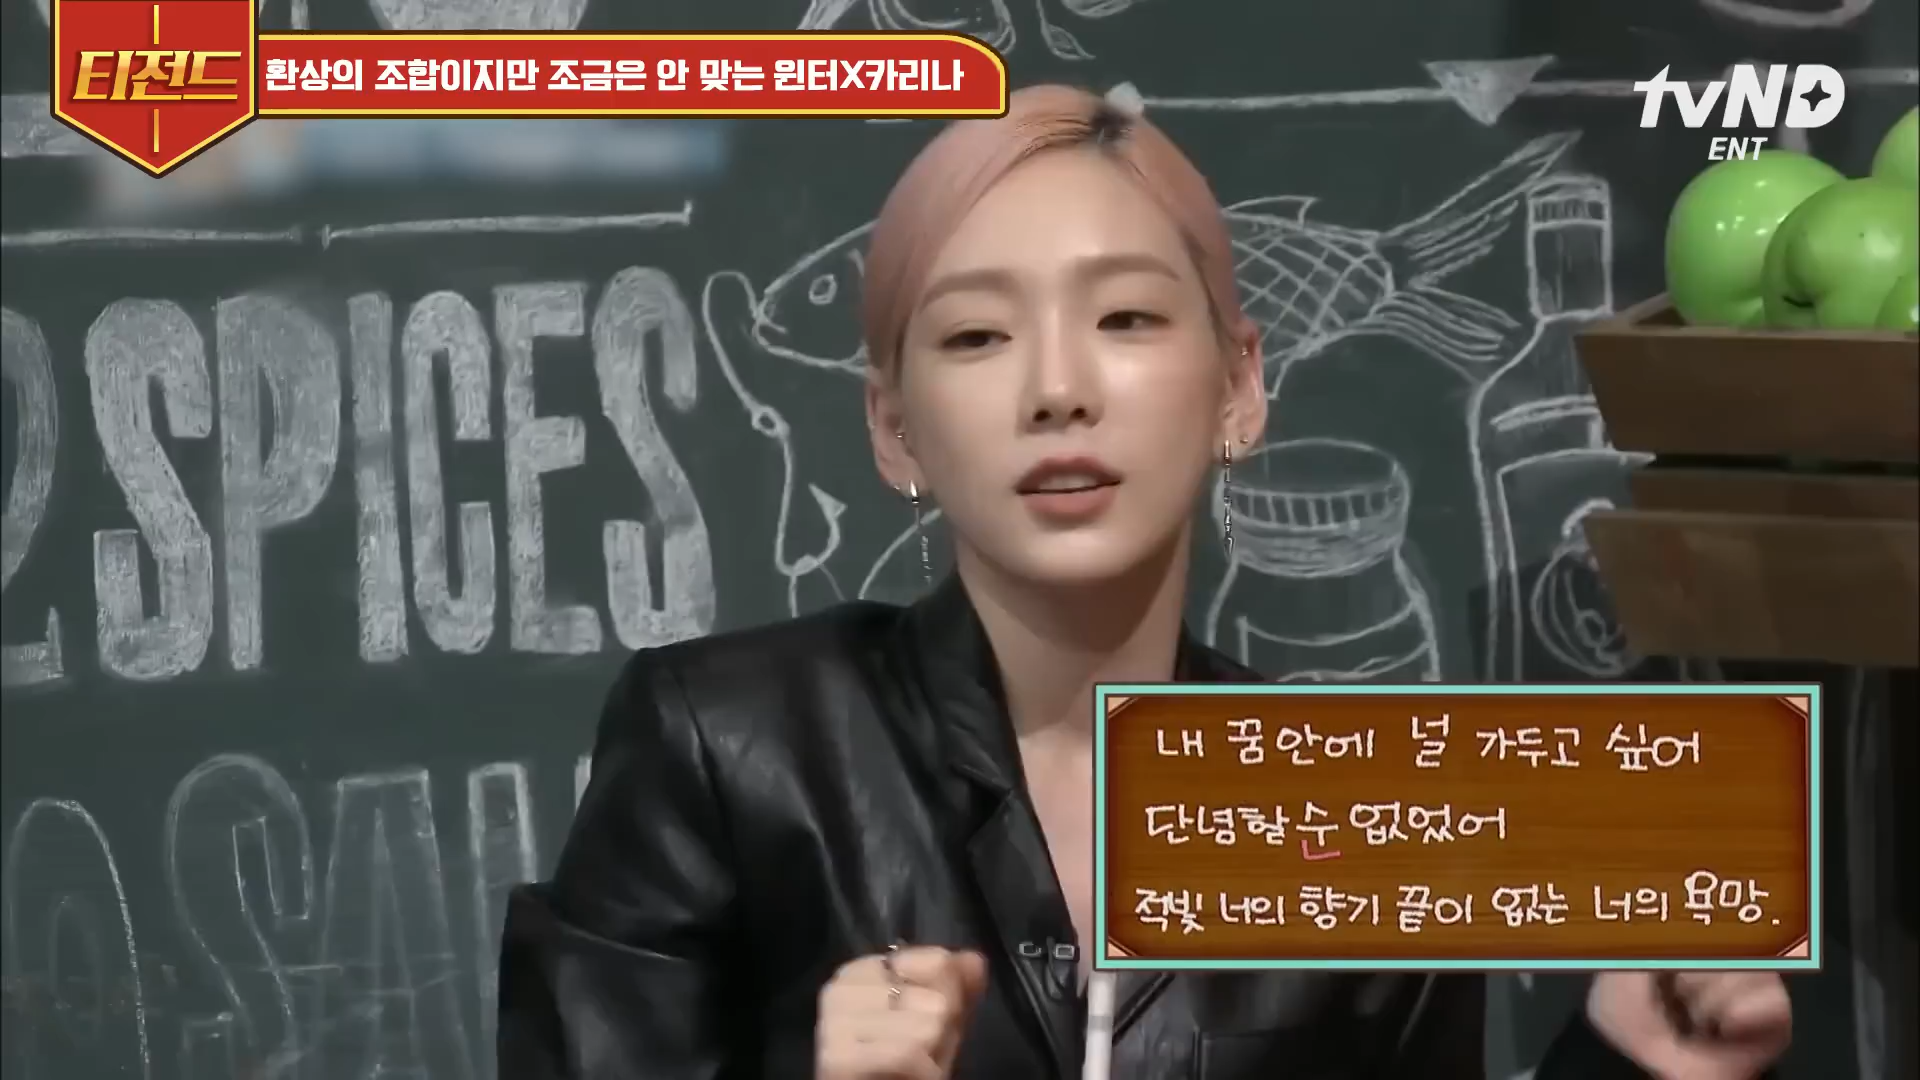 티전드
환상의 조합이지만 조금은 안 맞는 윈터X카리나
tvND
ENT
2 SPICES
내 꿈안에 널 가두고 싶어
단념할 순 없었어
적빛 너의 향기 끝이 없는 너의 욕망.